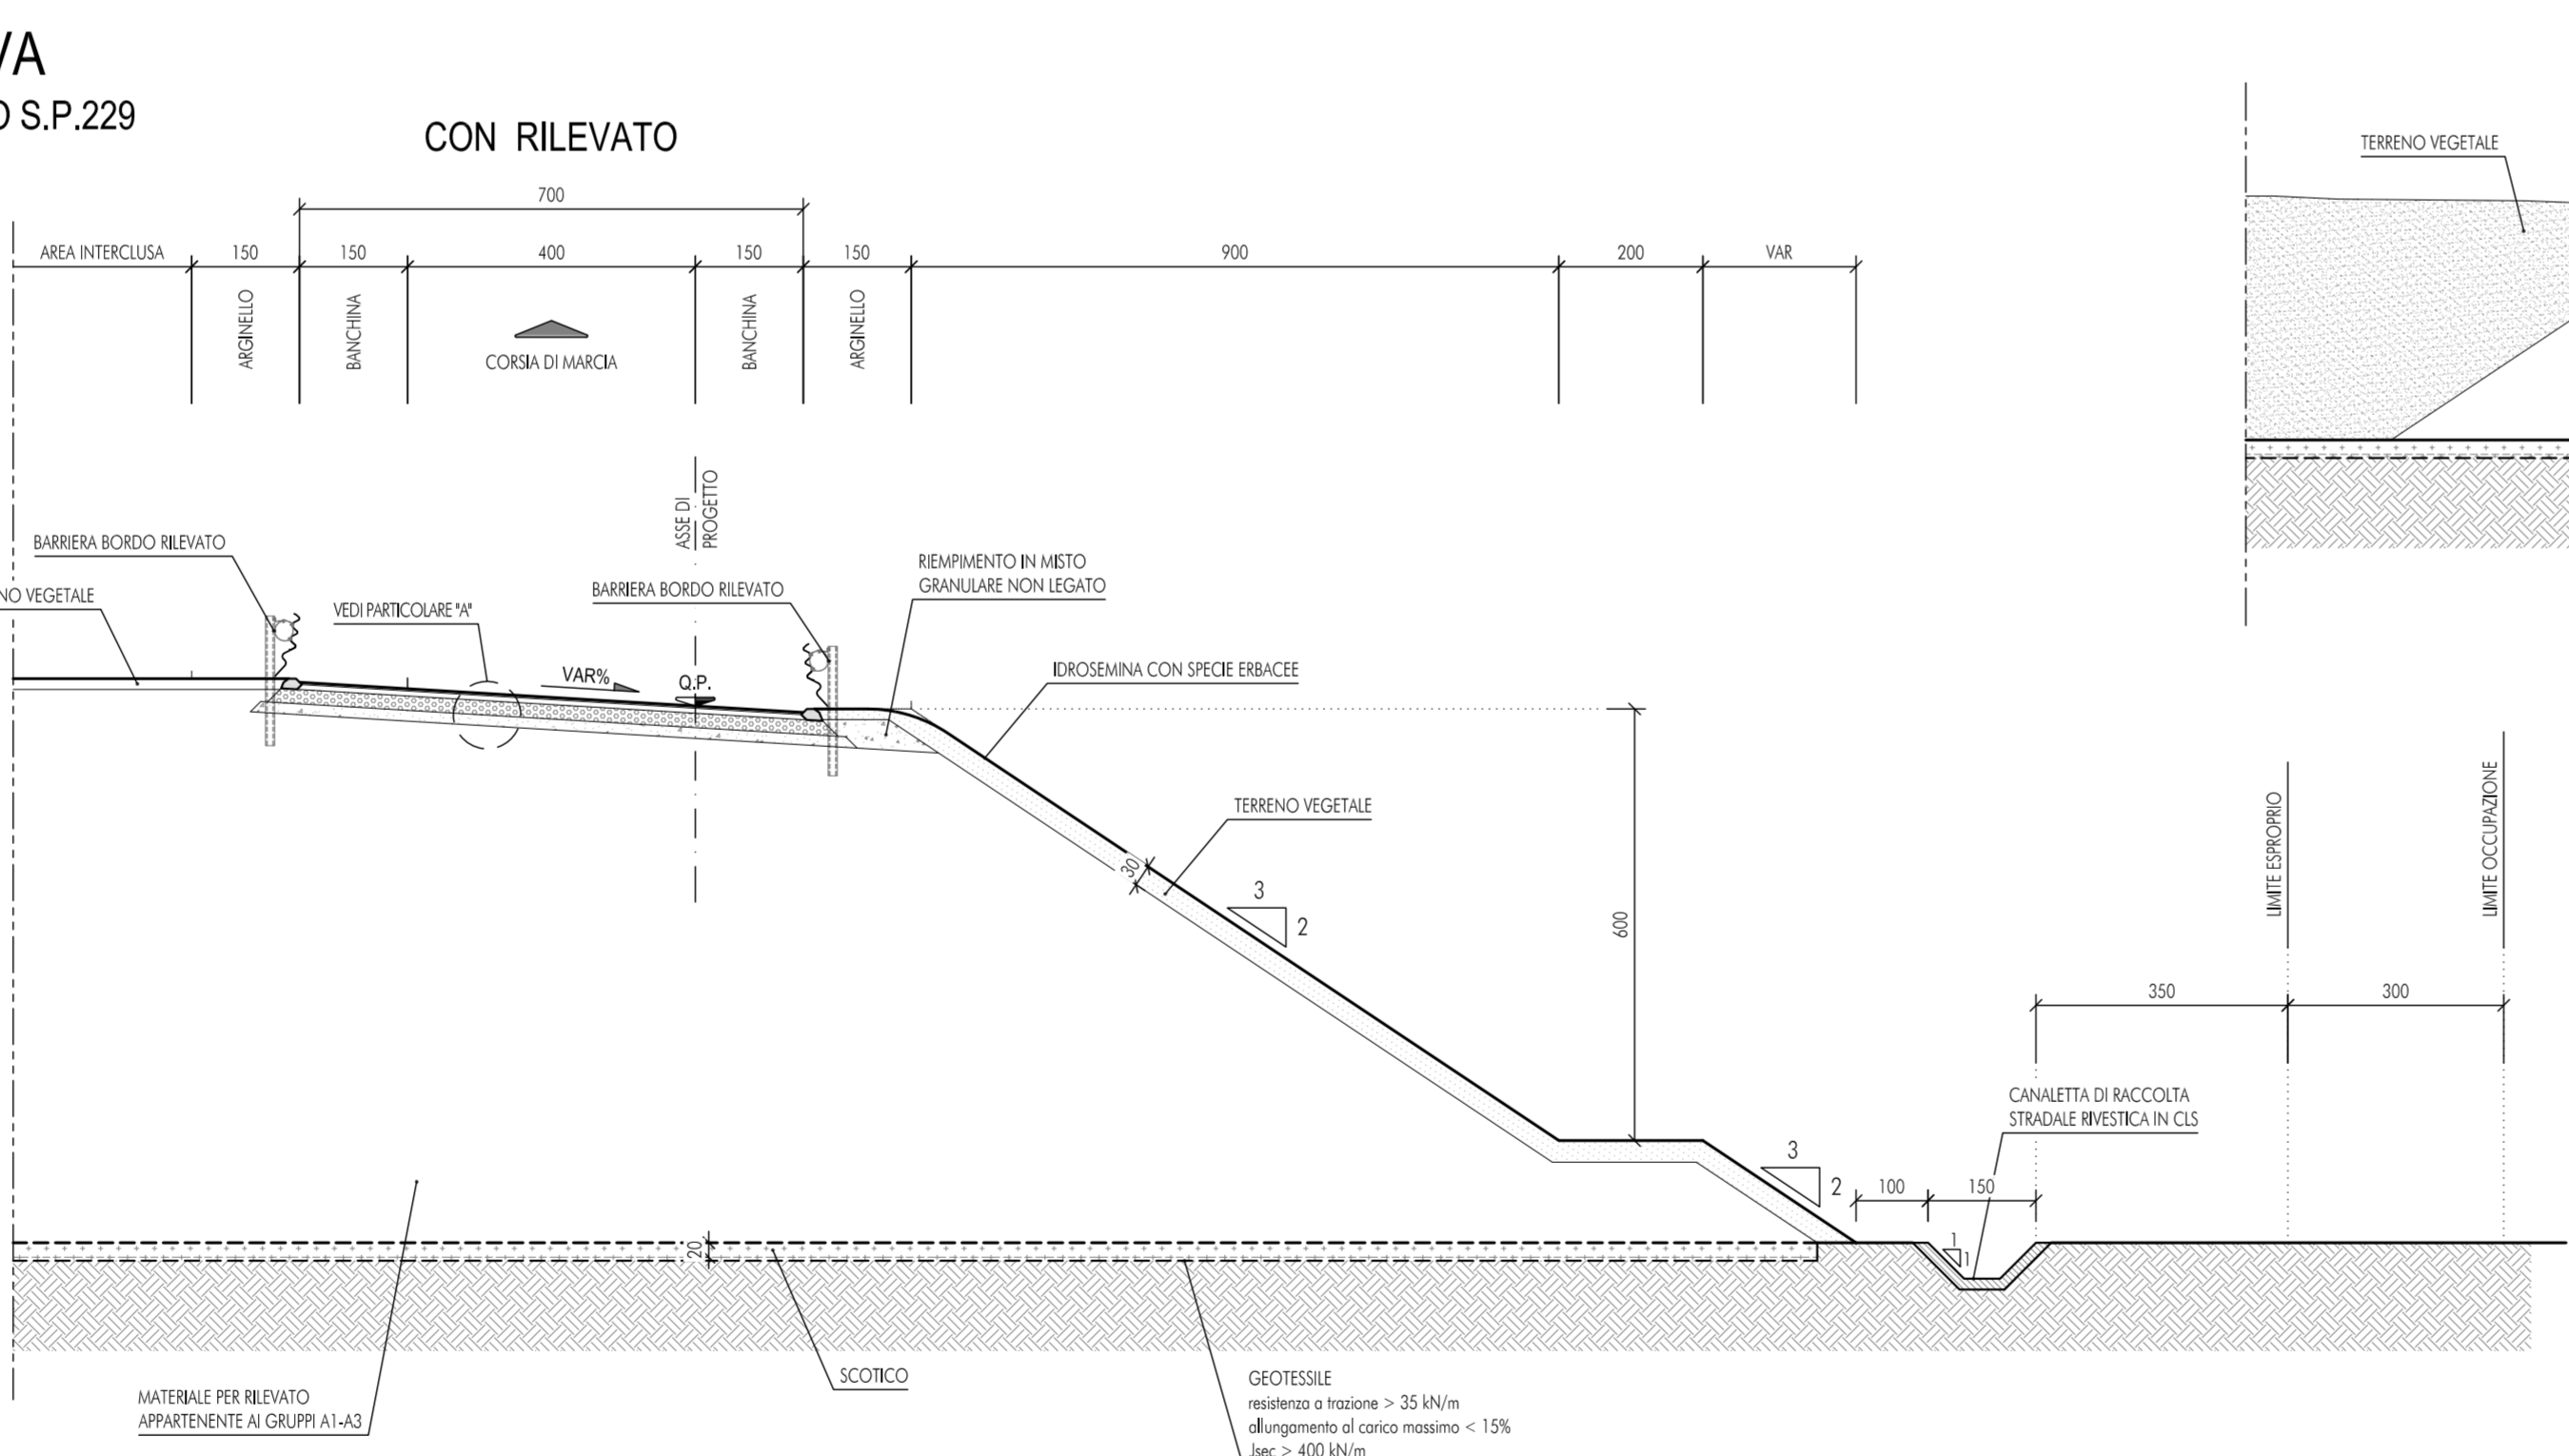 VA
O S.P.229
CON RILEVATO
TERRENO VEGETALE
700
AREA INTERCLUSA
150
150
400
150
150
900
200
VAR
ARGINELLO
BANCHINA
CORSIA DI MARCIA
BANCHINA
ARGINELLO
ASSE DI
PROGETTO
BARRIERA BORDO RILEVATO
NO VEGETALE
VEDI PARTICOLARE "A"
BARRIERA BORDO RILEVATO
RIEMPIMENTO IN MISTO
GRANULARE NON LEGATO
VAR%
Q.P.
IDROSEMINA CON SPECIE ERBACEE
TERRENO VEGETALE
30
3
2
600
LIMITE ESPROPRIO
LIMITE OCCUPAZIONE
350
300
CANALETTA DI RACCOLTA
STRADALE RIVESTICA IN CLS
3
2
100
150
1
1
20
SCOTICO
MATERIALE PER RILEVATO
APPARTENENTE AI GRUPPI A1-A3
GEOTESSILE
resistenza a trazione > 35 kN/m
allungamento al carico massimo < 15%
Jsec > 400 kN/m